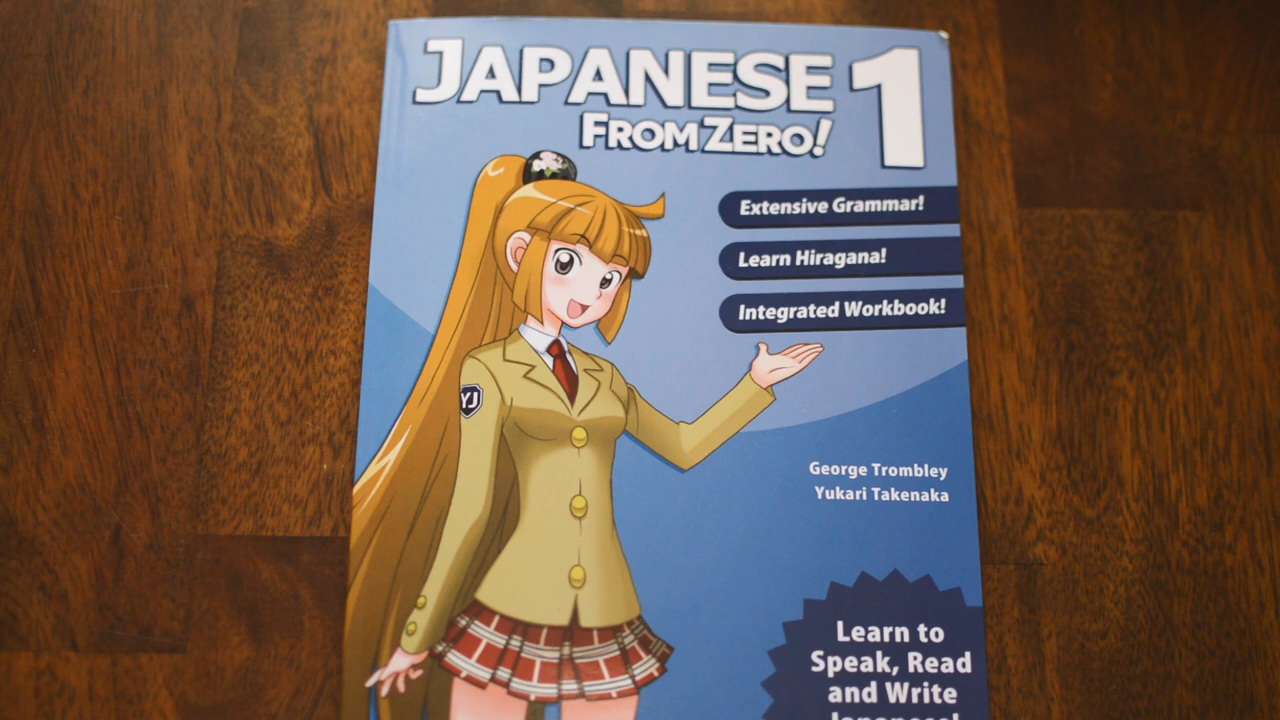 JAPANESE 1
FROM ZERO!
Extensive Grammar!
Learn Hiragana!
Integrated Workbook!
YJ
George Trombley
Yukari Takenaka
Learn to
Speak, Read
and Write
Japanese!